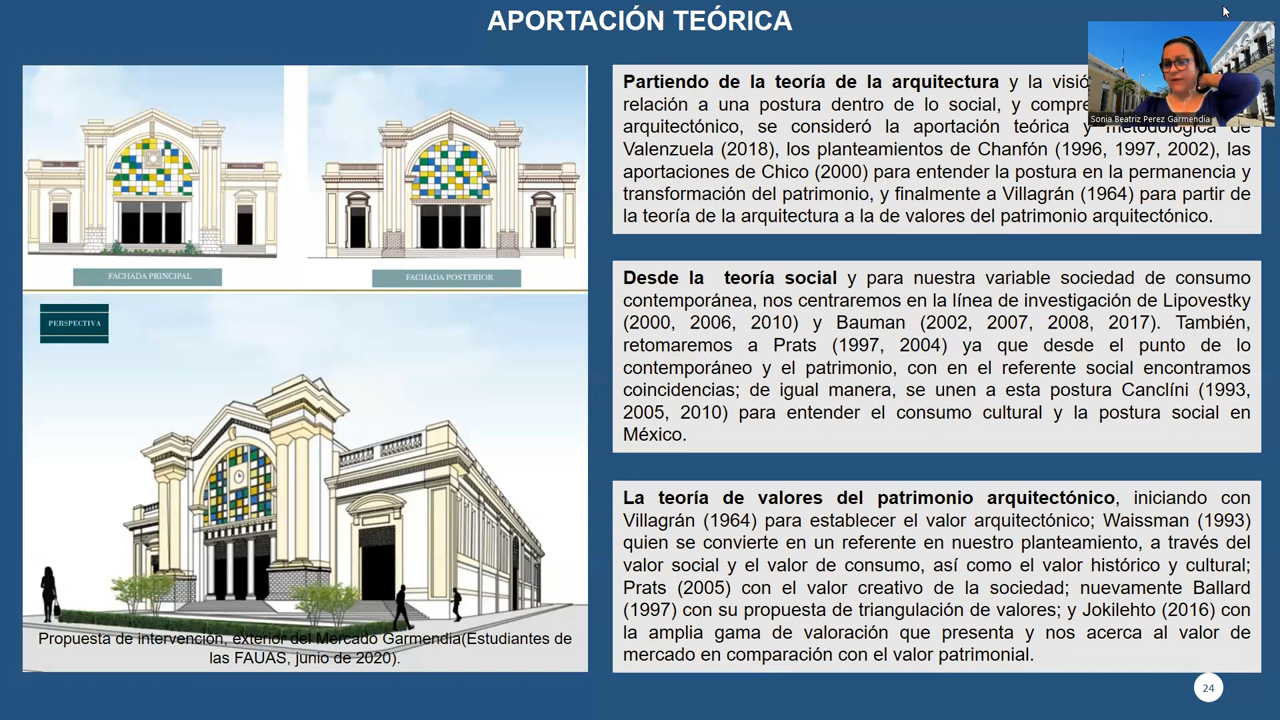 APORTACIÓN TEÓRICA
FACHADA PRINCIPAL
FACHADA POSTERIOR
PERSPECTIVA
Propuesta de intervención, exterior del Mercado Garmendia(Estudiantes de
las FAUAS, junio de 2020).
Sonia Beatriz Perez Garmendia
Partiendo de la teoría de la arquitectura y la
relación a una postura dentro de lo social, y
arquitectónico, se consideró la aportación teórica y metodológica de
Valenzuela (2018), los planteamientos de Chanfón (1996, 1997, 2002), las
aportaciones de Chico (2000) para entender la postura en la permanencia y
transformación del patrimonio, y finalmente a Villagrán (1964) para partir de
la teoría de la arquitectura a la de valores del patrimonio arquitectónico.
Desde la teoría social y para nuestra variable sociedad de consumo
contemporánea, nos centraremos en la línea de investigación de Lipovestky
(2000, 2006, 2010) y Bauman (2002, 2007, 2008, 2017). También,
retomaremos a Prats (1997, 2004) ya que desde el punto de lo
contemporáneo y el patrimonio, con en el referente social encontramos
coincidencias; de igual manera, se unen a esta postura Canclíni (1993,
2005, 2010) para entender el consumo cultural y la postura social en
México.
La teoría de valores del patrimonio arquitectónico, iniciando con
Villagrán (1964) para establecer el valor arquitectónico; Waissman (1993)
quien se convierte en un referente en nuestro planteamiento, a través del
valor social y el valor de consumo, así como el valor histórico y cultural;
Prats (2005) con el valor creativo de la sociedad; nuevamente Ballard
(1997) con su propuesta de triangulación de valores; y Jokilehto (2016) con
la amplia gama de valoración que presenta y nos acerca al valor de
mercado en comparación con el valor patrimonial.
24